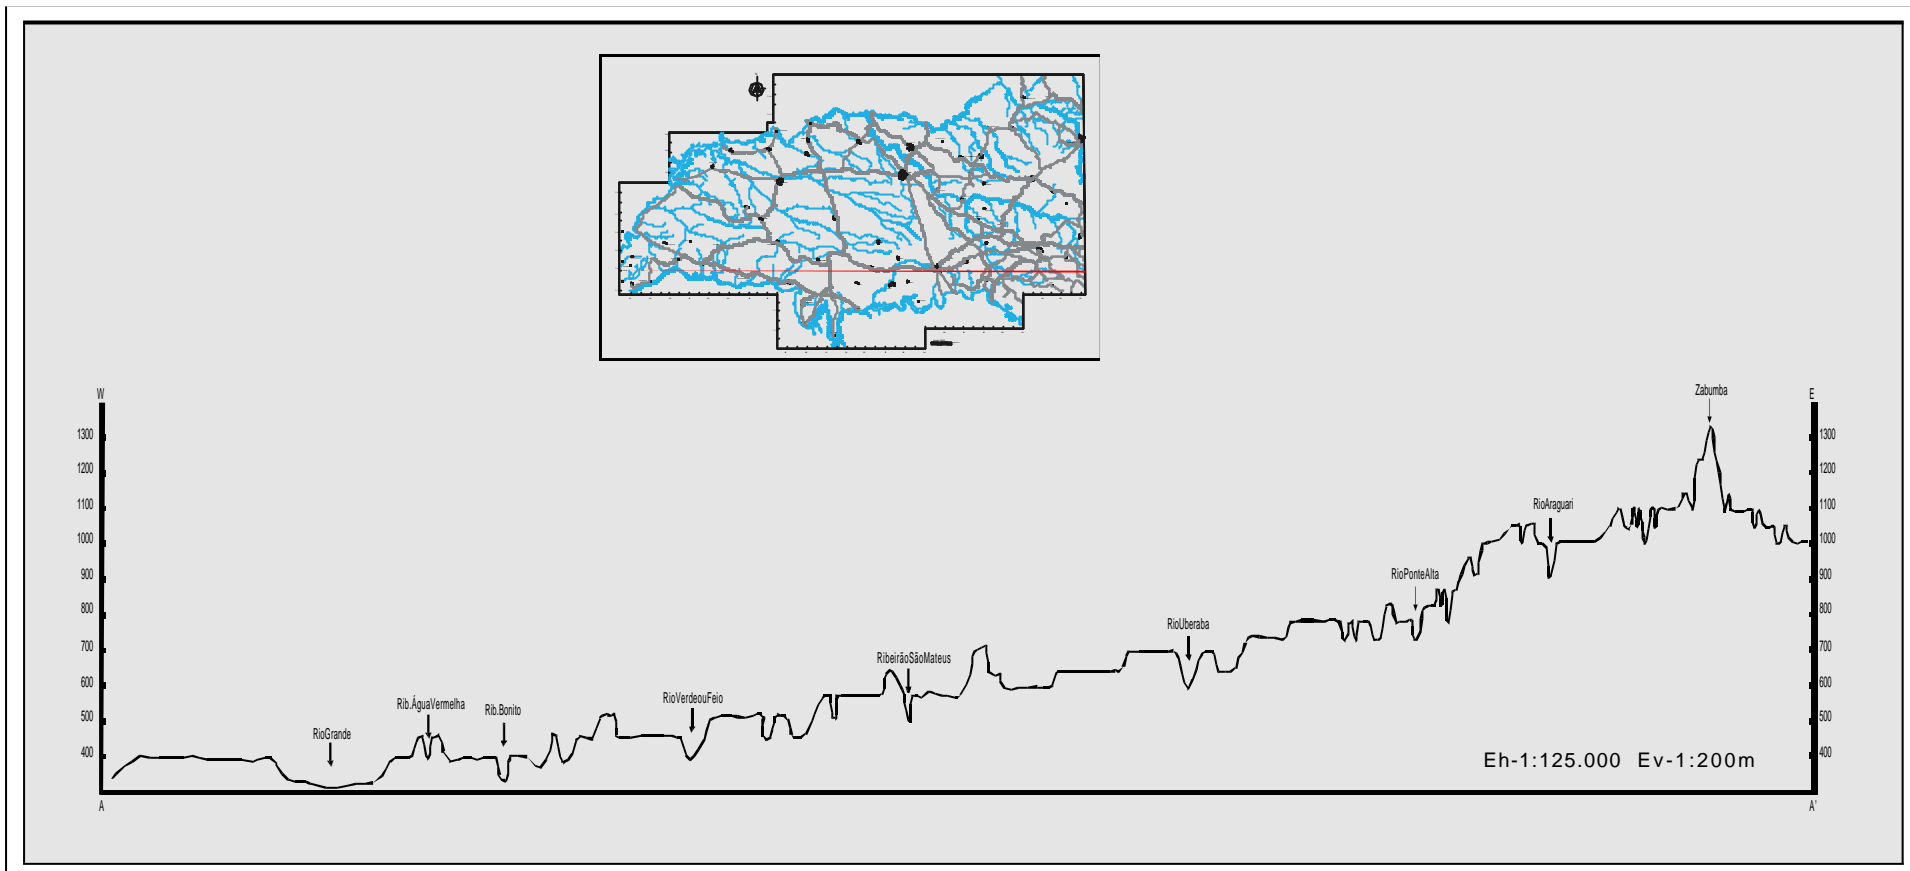 W
E
Zabumba
1300
1300
1200
1200
1100
RioAraguari
1100
1000
1000
900
RioPonteAlta
900
800
800
700
RioUberaba
700
RibeirãoSãoMateus
600
600
Rib.ÁguaVermelha
Rib.Bonito
RioVerdeouFeio
500
500
RioGrande
400
400
Eh-1:125.000 Ev-1:200m
A
A'